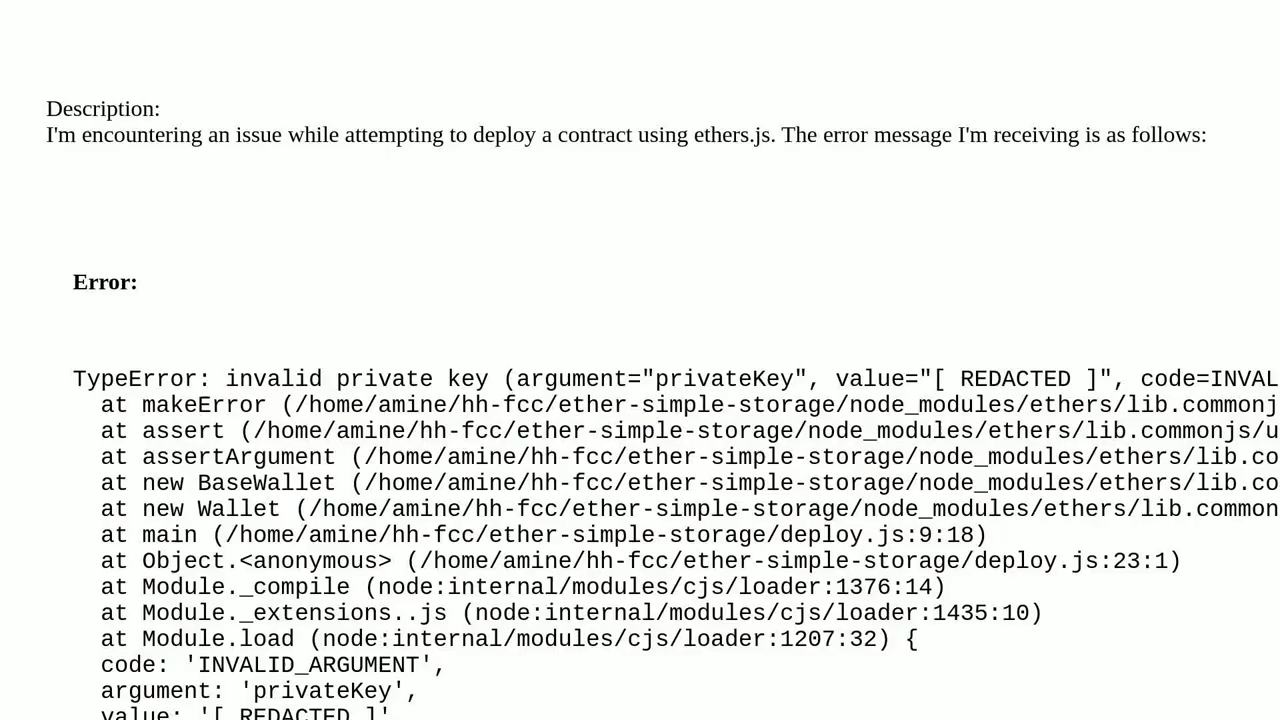 Description:
I'm encountering an issue while attempting to deploy a contract using ethers.js. The error message I'm receiving is as follows:
Error:
TypeError: invalid private key (argument="privateKey", value="[ REDACTED ]", code=INVAL
at makeError (/home/amine/hh-fcc/ether-simple-storage/node_modules/ethers/lib.commonj
at assert (/home/amine/hh-fcc/ether-simple-storage/node_modules/ethers/lib.commonjs/u
at assertArgument (/home/amine/hh-fcc/ether-simple-storage/node_modules/ethers/lib.co
at new BaseWallet (/home/amine/hh-fcc/ether-simple-storage/node_modules/ethers/lib.co
at new Wallet (/home/amine/hh-fcc/ether-simple-storage/node_modules/ethers/lib.common
at main (/home/amine/hh-fcc/ether-simple-storage/deploy.js:9:18)
at Object.<anonymous> (/home/amine/hh-fcc/ether-simple-storage/deploy.js:23:1)
at Module._compile (node:internal/modules/cjs/loader:1376:14)
at Module._extensions..js (node:internal/modules/cjs/loader:1435:10)
at Module.load (node:internal/modules/cjs/loader:1207:32) {
code: 'INVALID_ARGUMENT',
argument: 'privateKey',
value: '[ REDACTED ]'